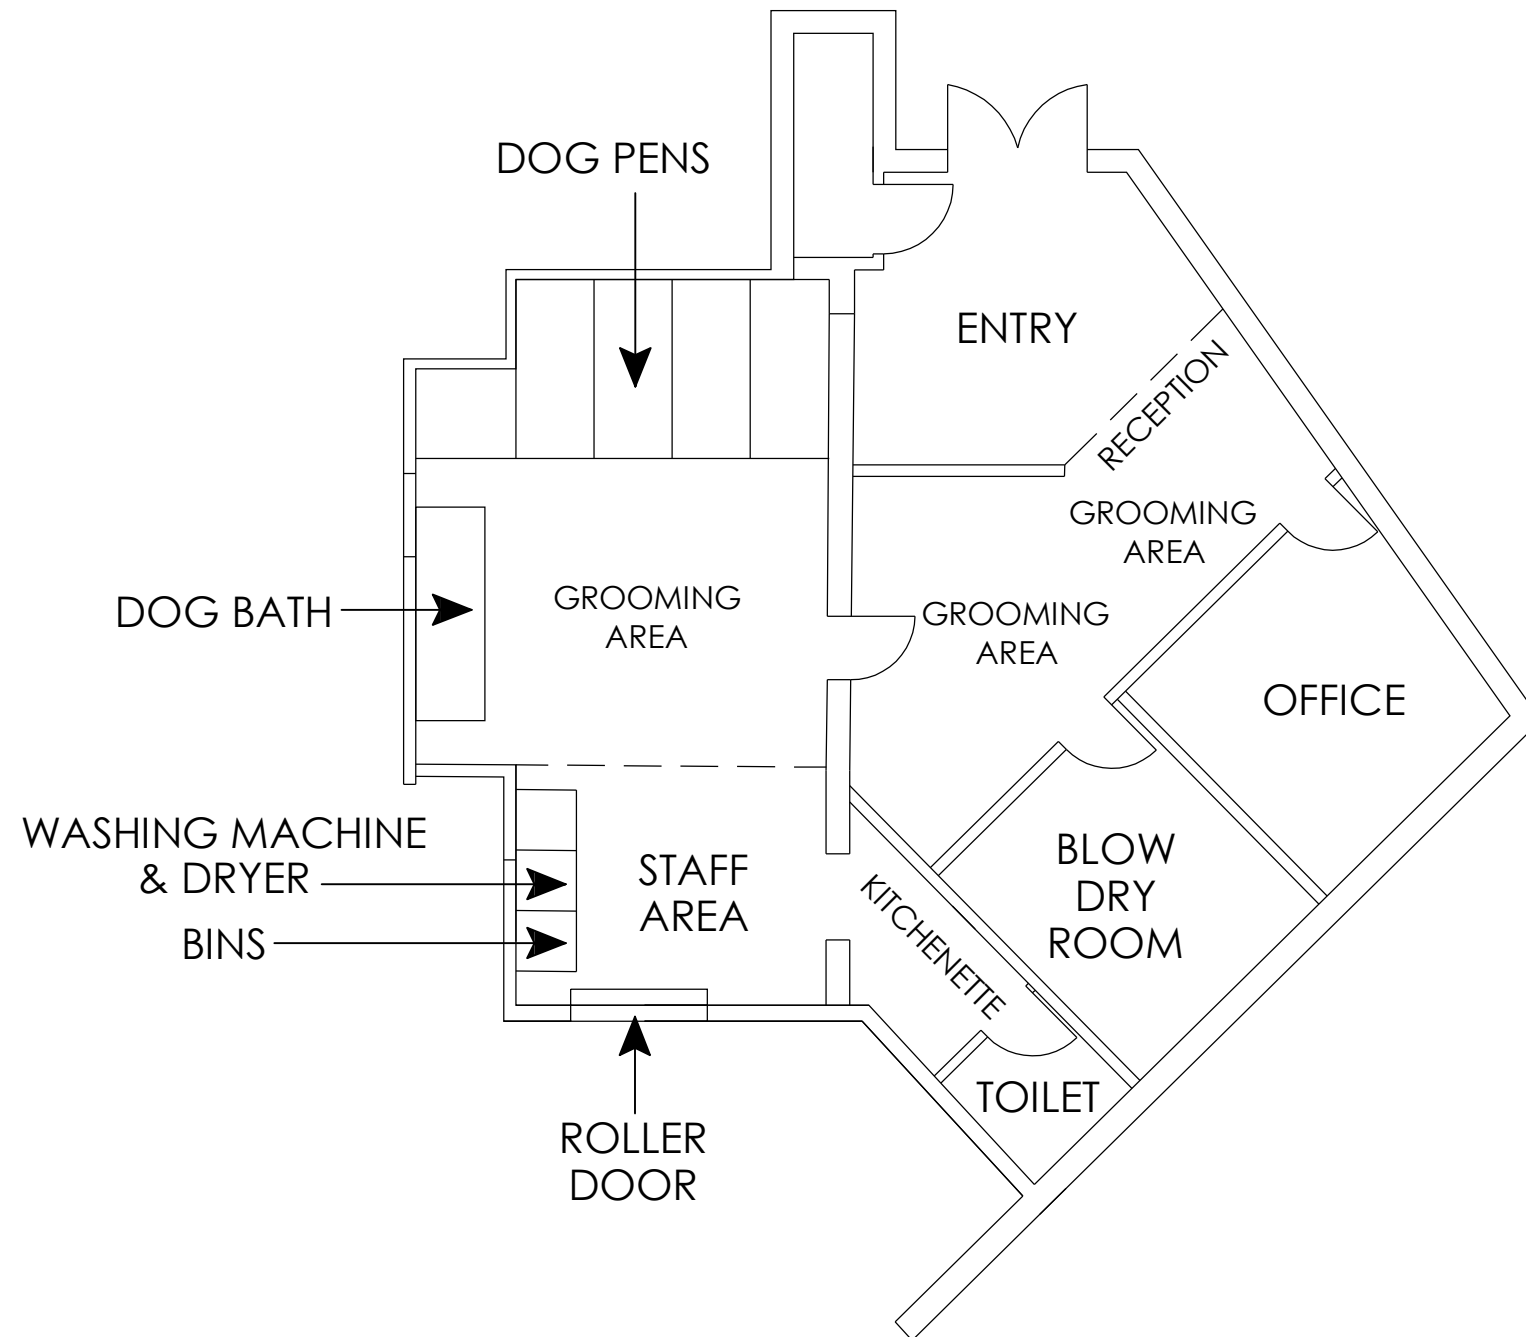 DOG PENS
ENTRY
RECEPTION
GROOMING
AREA
DOG BATH
GROOMING
AREA
GROOMING
AREA
OFFICE
WASHING MACHINE
& DRYER
BINS
STAFF
AREA
KITCHENETTE
BLOW
DRY
ROOM
TOILET
ROLLER
DOOR